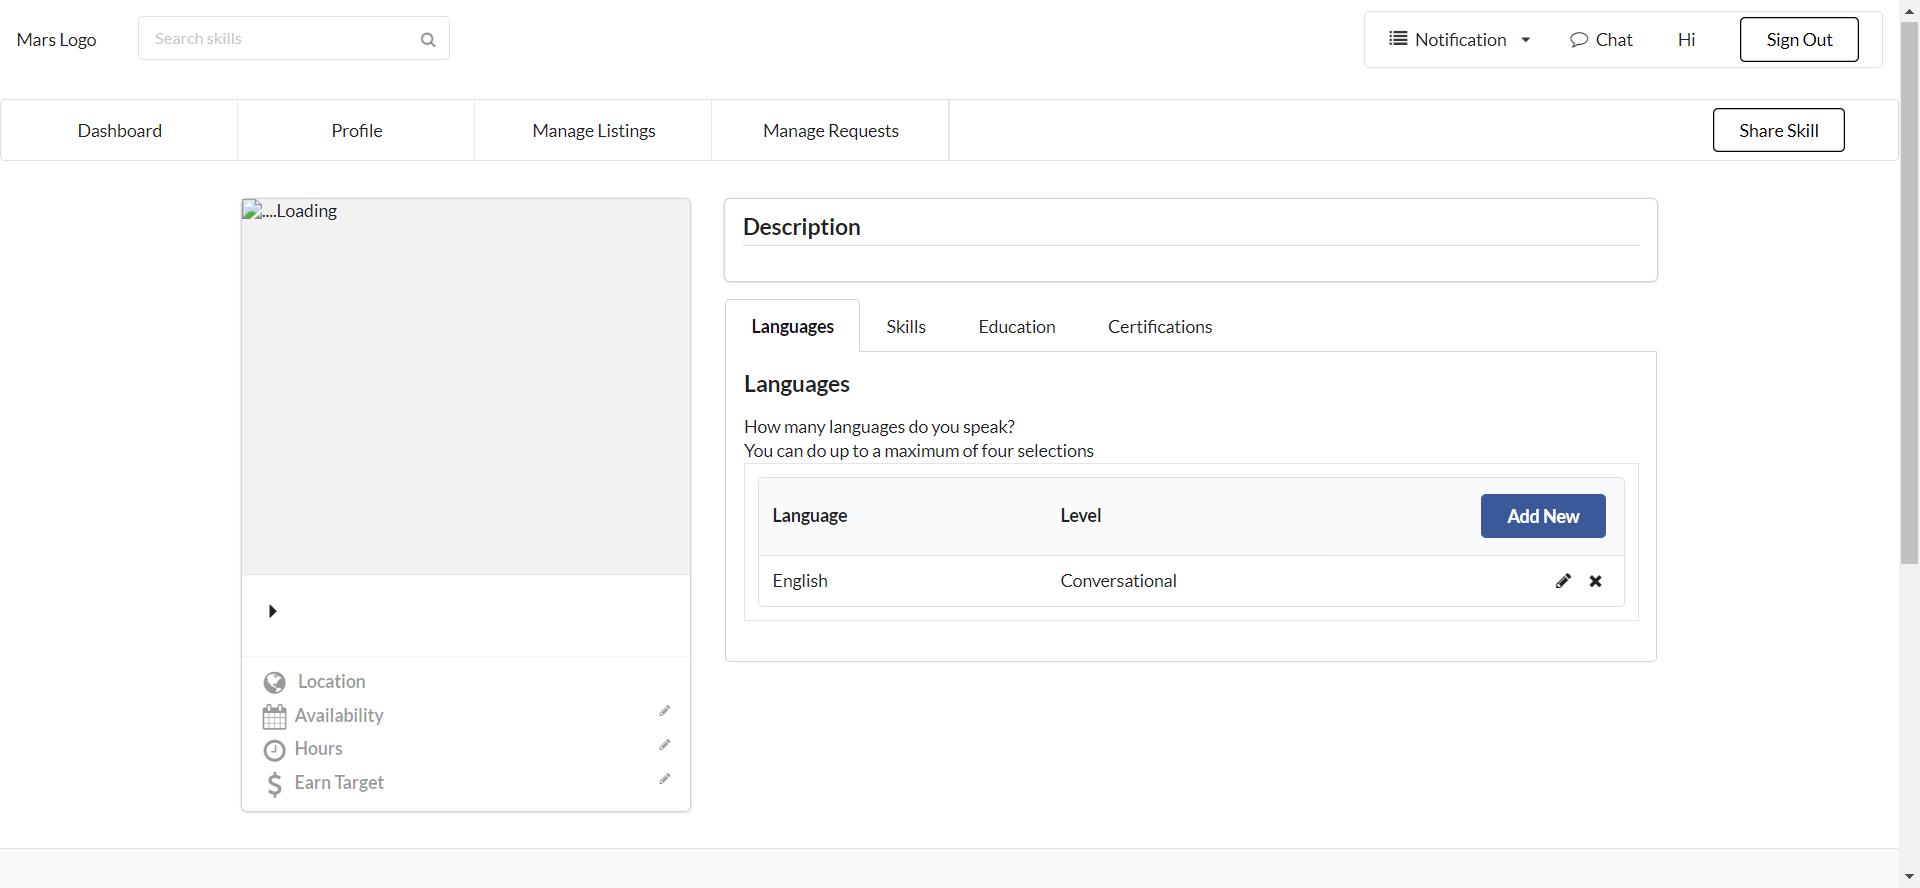 Mars Logo
Search skills
Notification
Chat
Hi
Sign Out
Dashboard
Profile
Manage Listings
Manage Requests
Share Skill
....Loading
Location
Availability
Hours
Earn Target
Description
Languages
Skills
Education
Certifications
Languages
How many languages do you speak?
You can do up to a maximum of four selections
Language
Level
Add New
English
Conversational